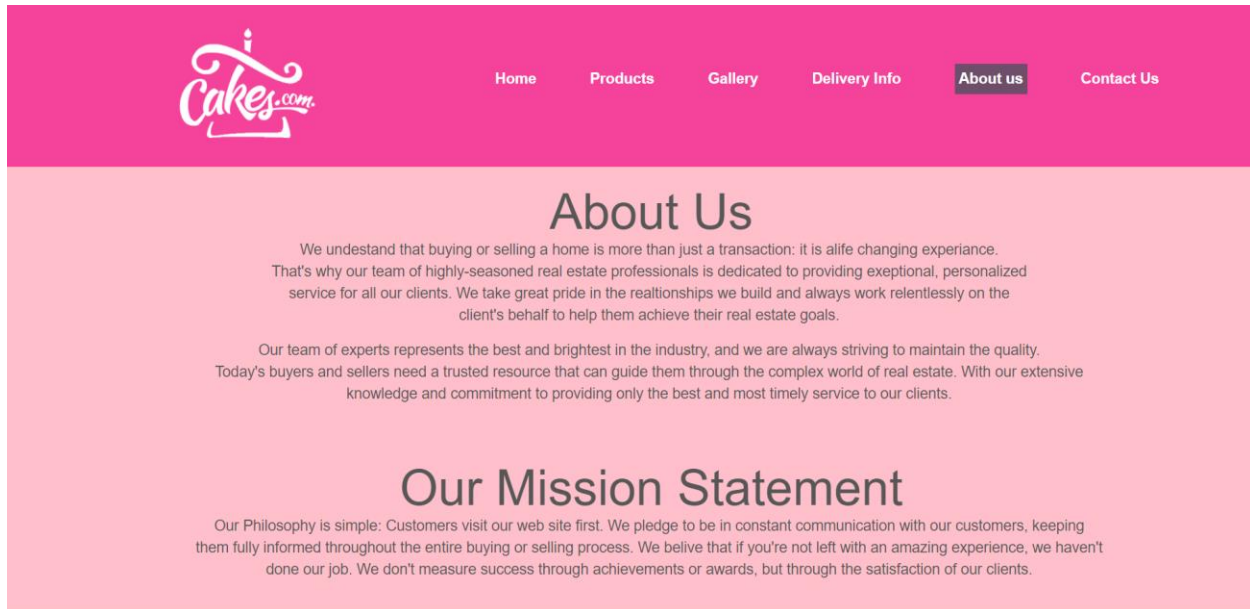 Cakes.com.
Home Products Gallery Delivery Info About us Contact Us
About Us
We undestand that buying or selling a home is more than just a transaction: it is alife changing experiance.
That's why our team of highly-seasoned real estate professionals is dedicated to providing exeptional, personalized
service for all our clients. We take great pride in the realtionships we build and always work relentlessly on the
client's behalf to help them achieve their real estate goals.
Our team of experts represents the best and brightest in the industry, and we are always striving to maintain the quality.
Today's buyers and sellers need a trusted resource that can guide them through the complex world of real estate. With our extensive
knowledge and commitment to providing only the best and most timely service to our clients.
Our Mission Statement
Our Philosophy is simple: Customers visit our web site first. We pledge to be in constant communication with our customers, keeping
them fully informed throughout the entire buying or selling process. We belive that if you're not left with an amazing experience, we haven't
done our job. We don't measure success through achievements or awards, but through the satisfaction of our clients.